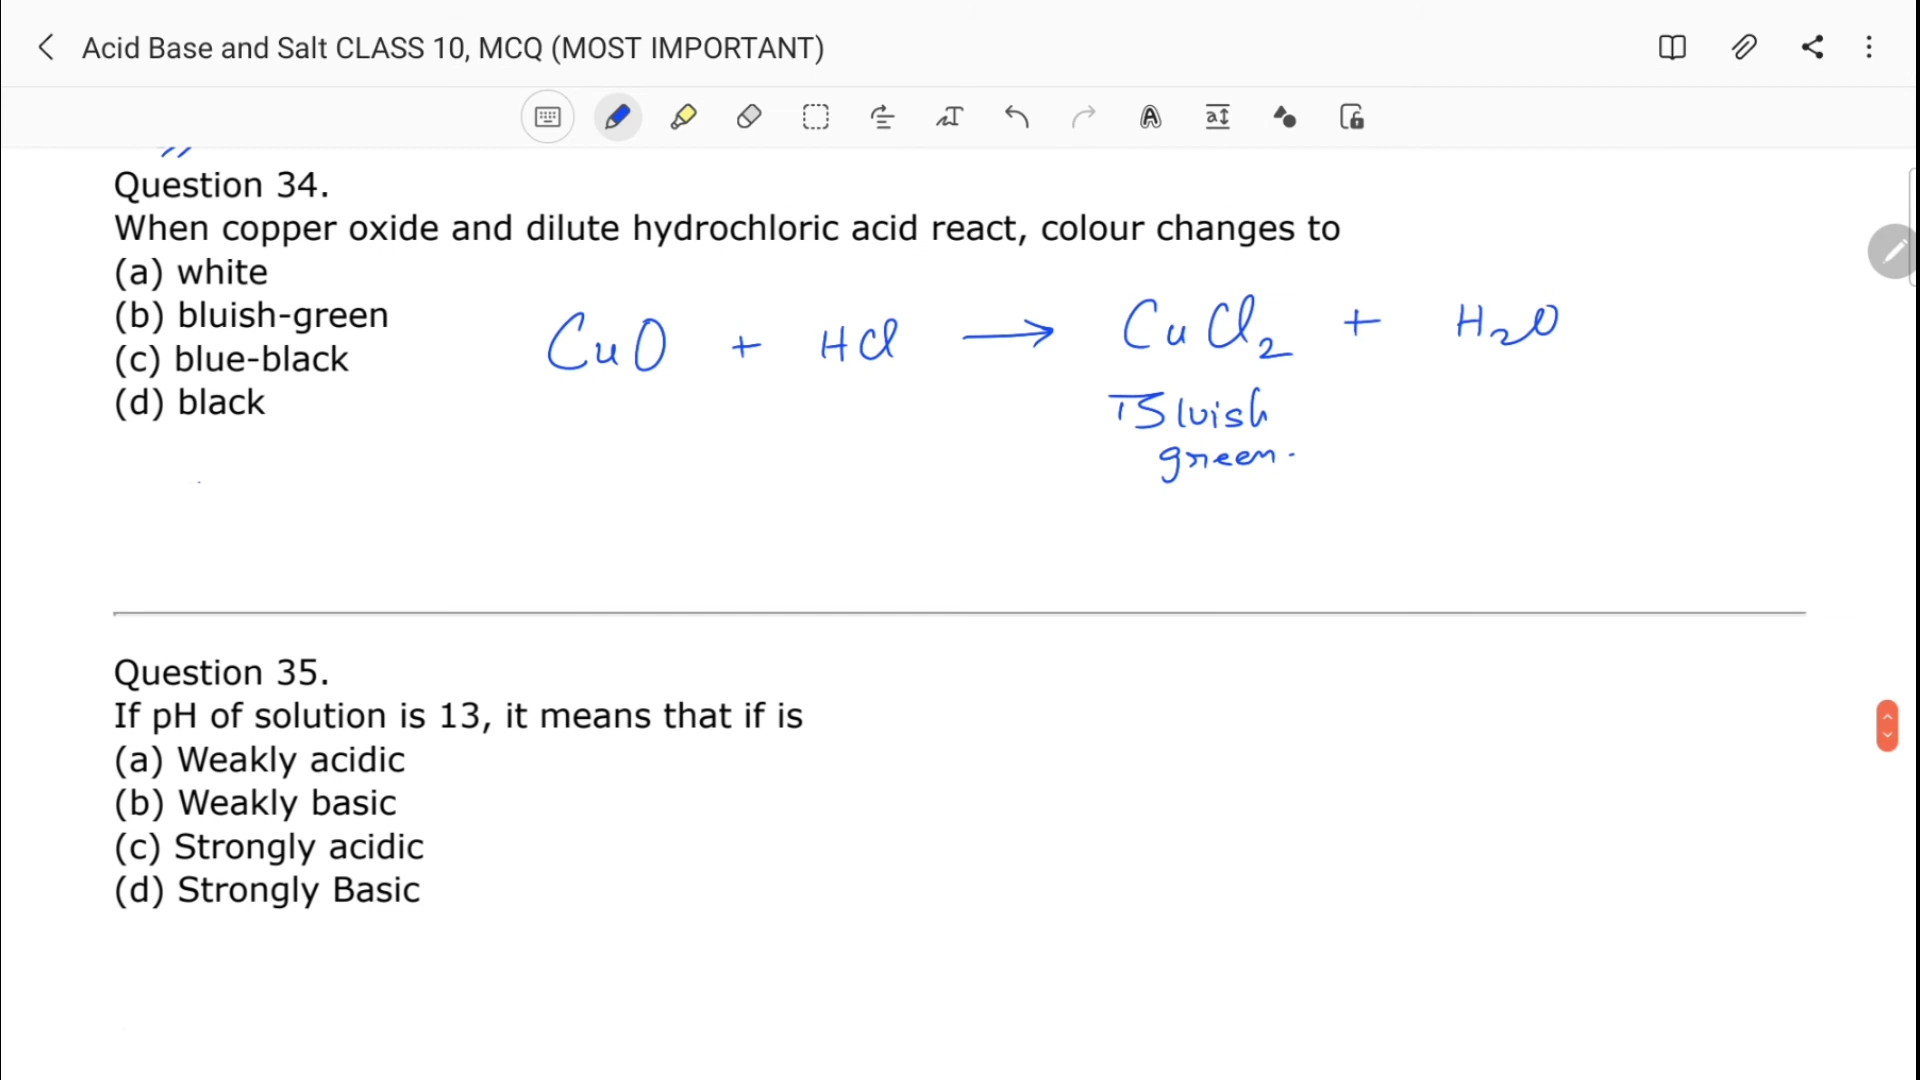 Acid Base and Salt CLASS 10, MCQ (MOST IMPORTANT)
Question 34.
When copper oxide and dilute hydrochloric acid react, colour changes to
(a) white
(b) bluish-green
(c) blue-black
(d) black
CuO + HCl → CuCl₂ + H₂O
Bluish
green.
Question 35.
If pH of solution is 13, it means that if is
(a) Weakly acidic
(b) Weakly basic
(c) Strongly acidic
(d) Strongly Basic